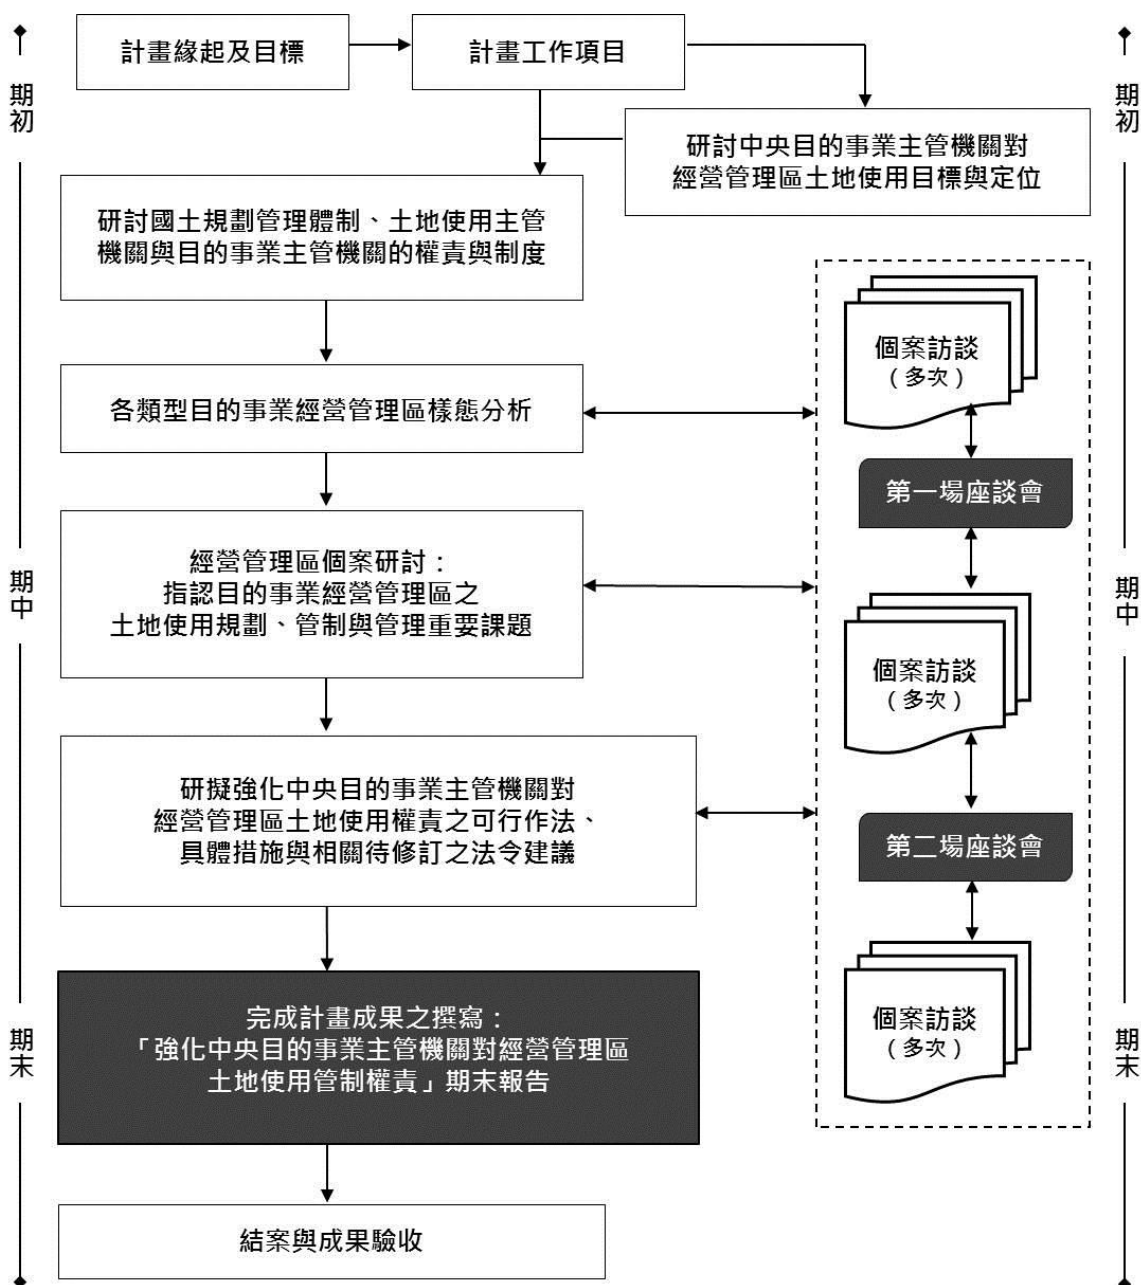 計畫緣起及目標
計畫工作項目
研討中央目的事業主管機關對
經營管理區土地使用目標與定位
研討國土規劃管理體制、土地使用主管
機關與目的事業主管機關的權責與制度
各類型目的事業經營管理區樣態分析
經營管理區個案研討：
指認目的事業經營管理區之
土地使用規劃、管制與管理重要課題
研擬強化中央目的事業主管機關對
經營管理區土地使用權責之可行作法、
具體措施與相關待修訂之法令建議
完成計畫成果之撰寫：
「強化中央目的事業主管機關對經營管理區
土地使用管制權責」期末報告
結案與成果驗收
個案訪談
（多次）
第一場座談會
個案訪談
（多次）
第二場座談會
個案訪談
（多次）
期初
期中
期末
期初
期中
期末